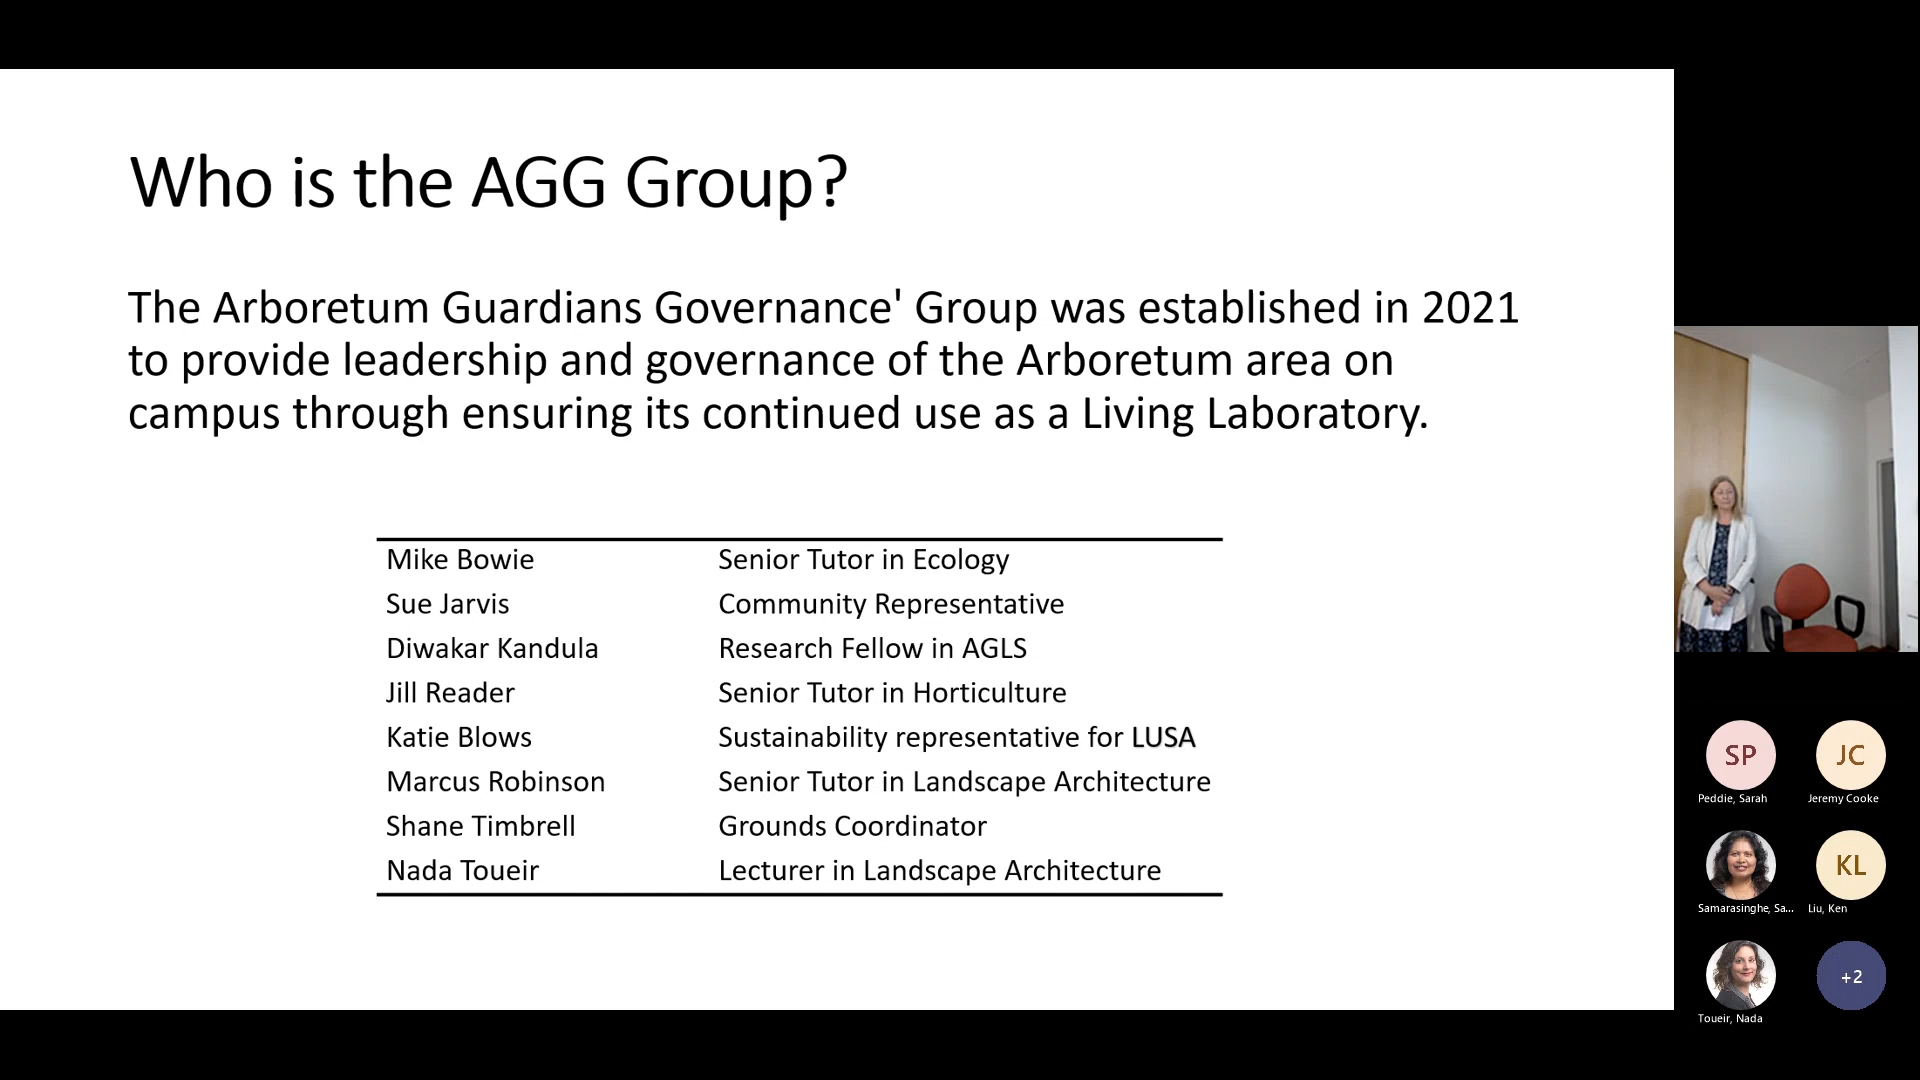 Who is the AGG Group?
The Arboretum Guardians Governance' Group was established in 2021
to provide leadership and governance of the Arboretum area on
campus through ensuring its continued use as a Living Laboratory.
Mike Bowie Senior Tutor in Ecology
Sue Jarvis Community Representative
Diwakar Kandula Research Fellow in AGLS
Jill Reader Senior Tutor in Horticulture
Katie Blows Sustainability representative for LUSA
Marcus Robinson Senior Tutor in Landscape Architecture
Shane Timbrell Grounds Coordinator
Nada Toueir Lecturer in Landscape Architecture
SP JC
Peddie, Sarah Jeremy Cooke
KL
Samarasinghe, Sa... Liu, Ken
+2
Toueir, Nada